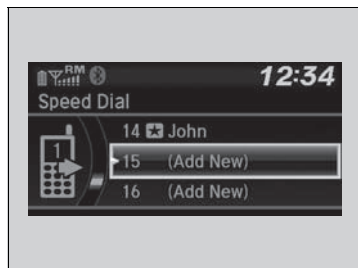 RM
12:34
Speed Dial
14 ★ John
15 (Add New)
1
16 (Add New)